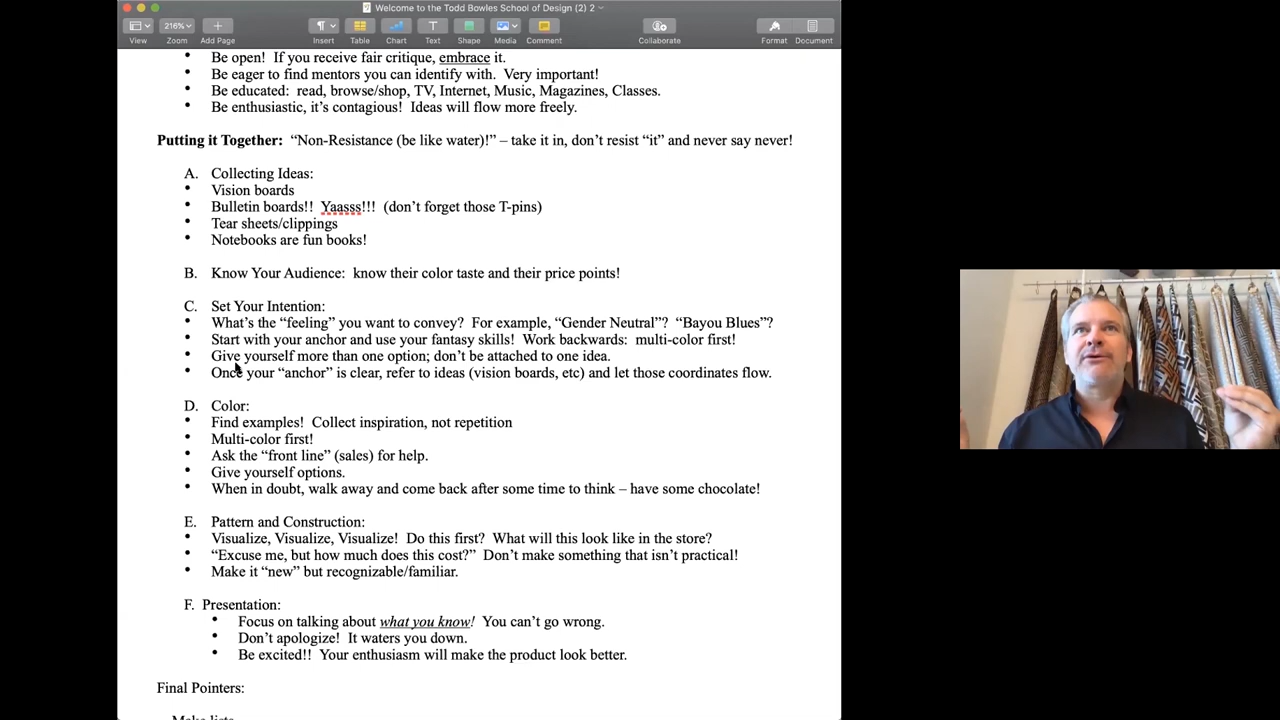 Welcome to the Todd Bowles School of Design (2) 2
216%
View Zoom Add Page Insert Table Chart Text Shape Media Comment Collaborate Format Document
• Be open! If you receive fair critique, embrace it.
• Be eager to find mentors you can identify with. Very important!
• Be educated: read, browse/shop, TV, Internet, Music, Magazines, Classes.
• Be enthusiastic, it’s contagious! Ideas will flow more freely.
Putting it Together: “Non-Resistance (be like water)!” – take it in, don’t resist “it” and never say never!
A. Collecting Ideas:
• Vision boards
• Bulletin boards!! Yaasss!!! (don’t forget those T-pins)
• Tear sheets/clippings
• Notebooks are fun books!
B. Know Your Audience: know their color taste and their price points!
C. Set Your Intention:
• What’s the “feeling” you want to convey? For example, “Gender Neutral”? “Bayou Blues”?
• Start with your anchor and use your fantasy skills! Work backwards: multi-color first!
• Give yourself more than one option; don’t be attached to one idea.
• Once your “anchor” is clear, refer to ideas (vision boards, etc) and let those coordinates flow.
D. Color:
• Find examples! Collect inspiration, not repetition
• Multi-color first!
• Ask the “front line” (sales) for help.
• Give yourself options.
• When in doubt, walk away and come back after some time to think – have some chocolate!
E. Pattern and Construction:
• Visualize, Visualize, Visualize! Do this first? What will this look like in the store?
• “Excuse me, but how much does this cost?” Don’t make something that isn’t practical!
• Make it “new” but recognizable/familiar.
F. Presentation:
• Focus on talking about what you know! You can’t go wrong.
• Don’t apologize! It waters you down.
• Be excited!! Your enthusiasm will make the product look better.
Final Pointers:
Make lists